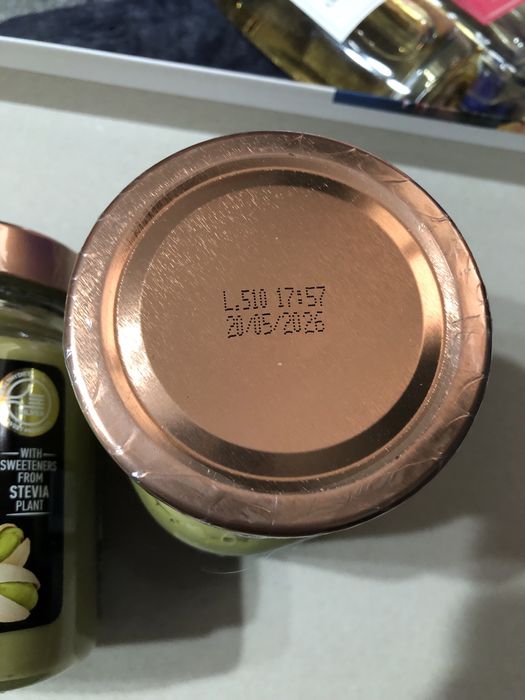 L.510 17:57
20/05/2026
WITH
SWEETENERS
FROM
STEVIA
PLANT